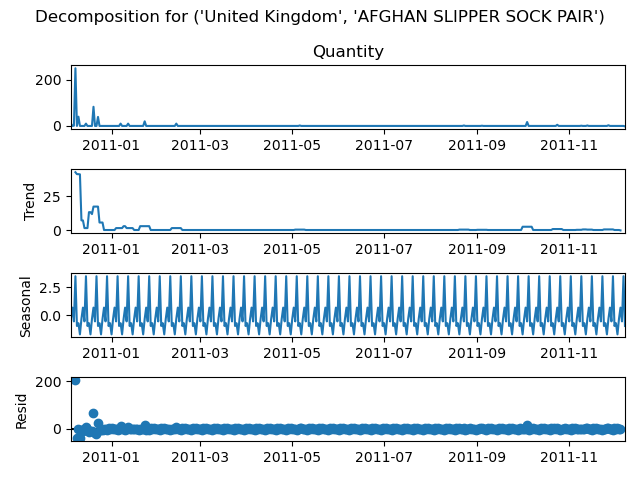 Decomposition for ('United Kingdom', 'AFGHAN SLIPPER SOCK PAIR')
Quantity
200
0
2011-01 2011-03 2011-05 2011-07 2011-09 2011-11
Trend
25
0
2011-01 2011-03 2011-05 2011-07 2011-09 2011-11
Seasonal
2.5
0.0
2011-01 2011-03 2011-05 2011-07 2011-09 2011-11
Resid
200
0
2011-01 2011-03 2011-05 2011-07 2011-09 2011-11